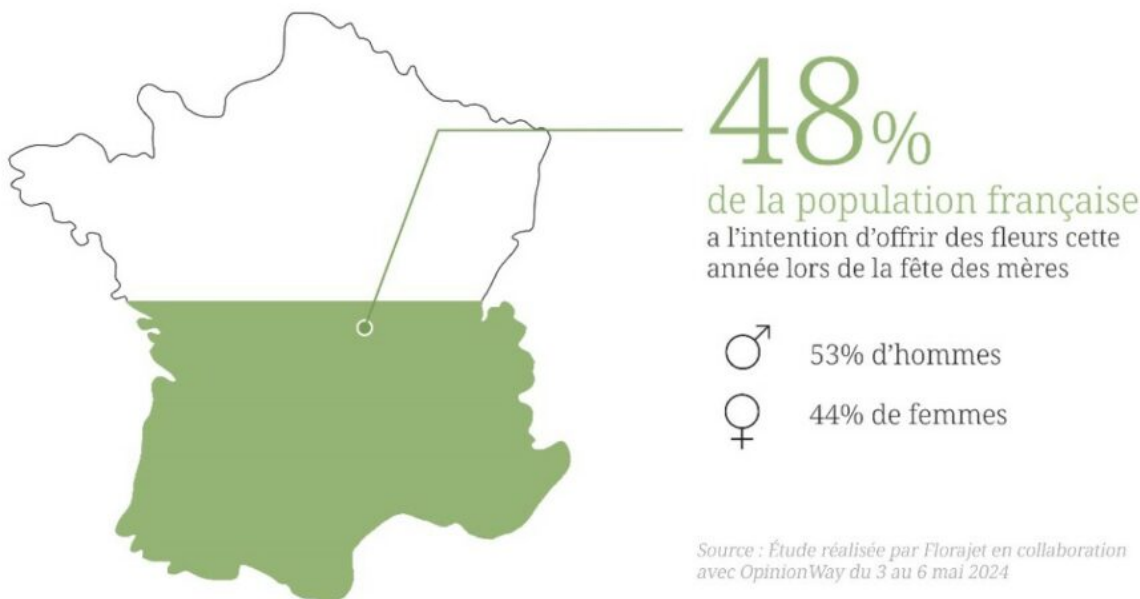 48%
de la population française
a l'intention d'offrir des fleurs cette
année lors de la fête des mères
53% d'hommes
44% de femmes
Source : Étude réalisée par Florajet en collaboration
avec OpinionWay du 3 au 6 mai 2024